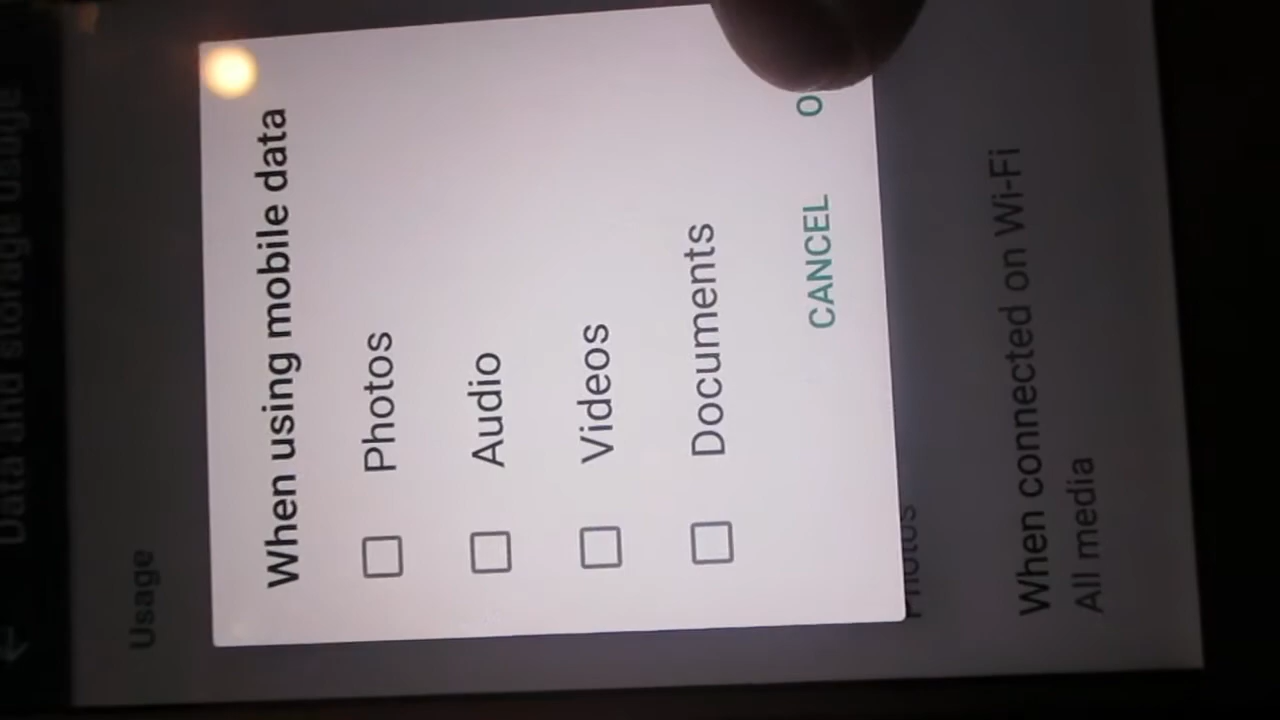 Data and storage usage
Usage
When using mobile data
Photos
Audio
Videos
Documents
CANCEL
Photos
When connected on Wi-Fi
All media